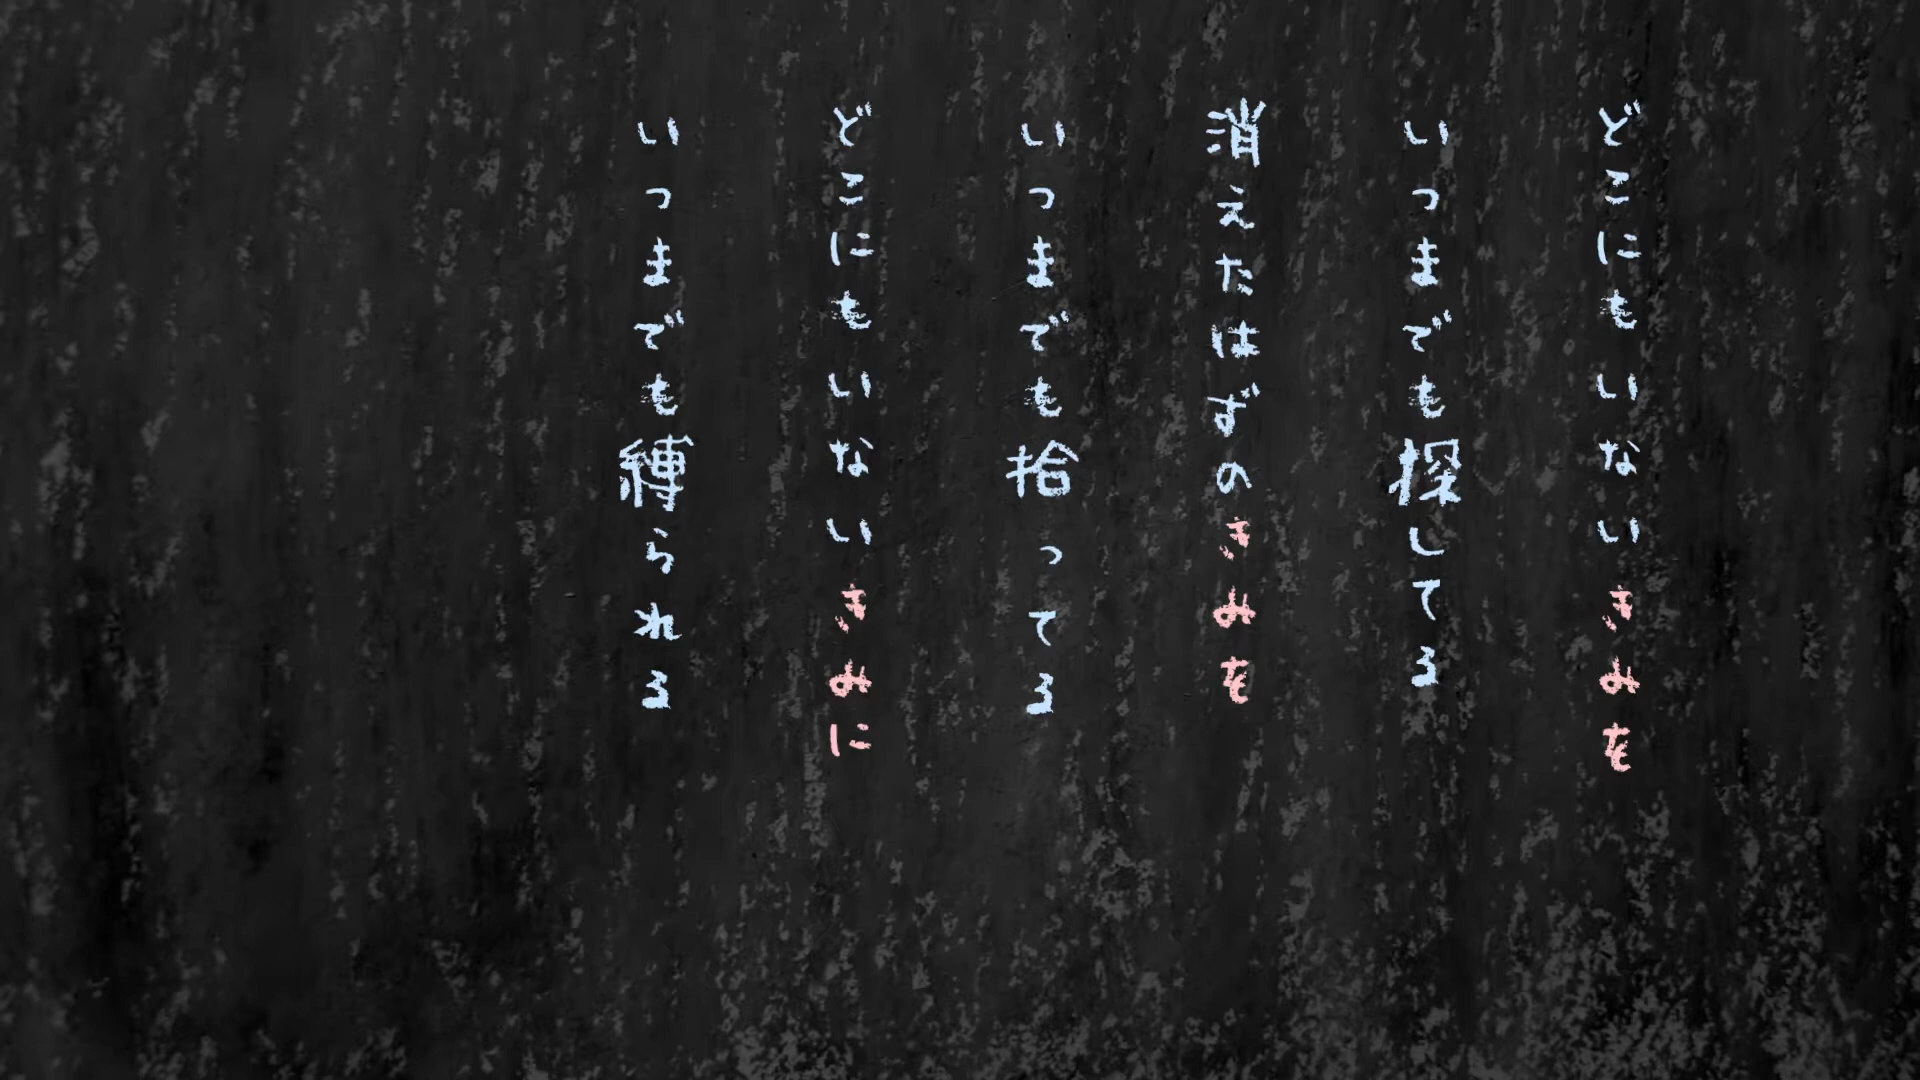 どこにもいないきみを
いつまでも探してる
消えたはずのきみを
いつまでも拾ってる
どこにもいないきみに
いつまでも縛られる